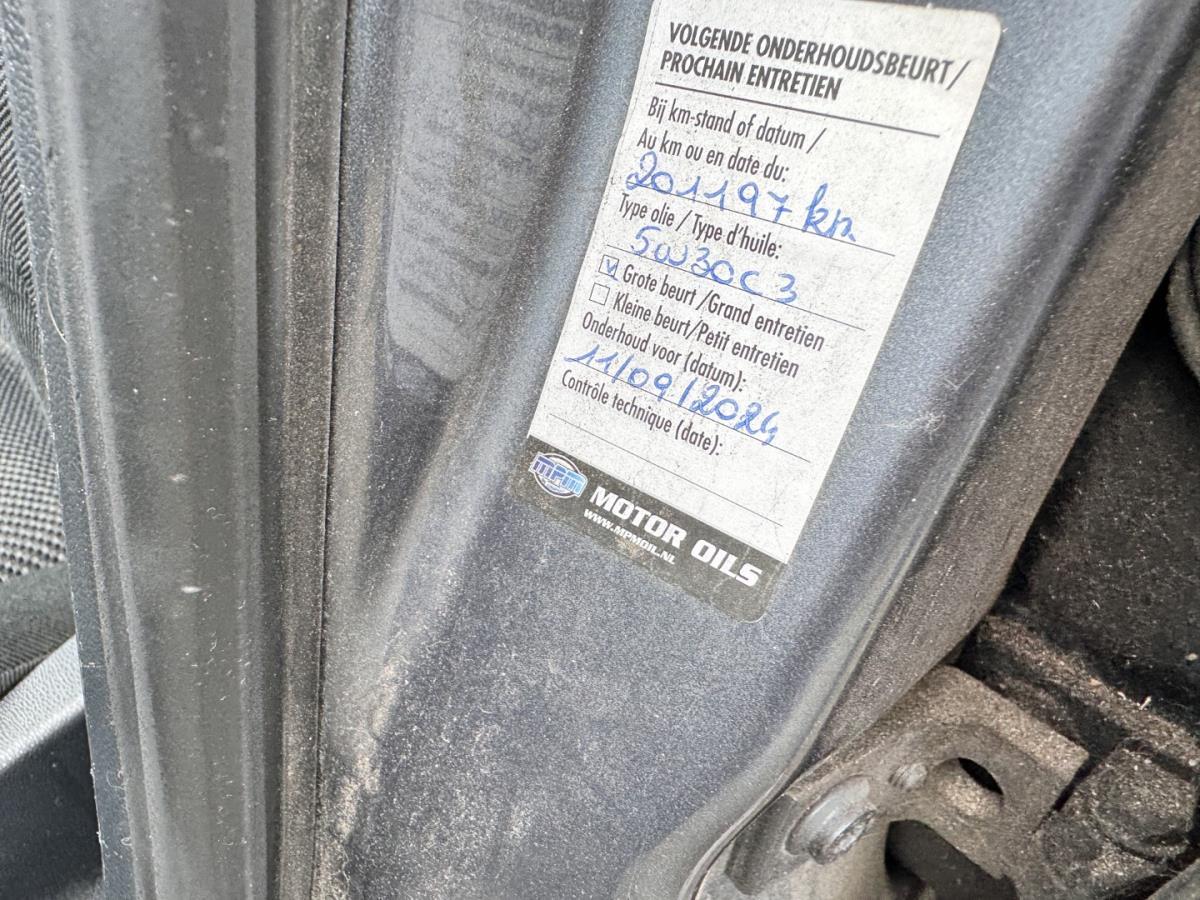 VOLGENDE ONDERHOUDSBEURT/
PROCHAIN ENTRETIEN
Bij km-stand of datum /
Au km ou en date du:
201197 km
Type olie / Type d'huile:
5W30C3
Grote beurt /Grand entretien
Kleine beurt/Petit entretien
Onderhoud voor (datum):
11/09/2024
Contrôle technique (date):
mpm
MOTOR OILS
WWW.MPMOIL.NL